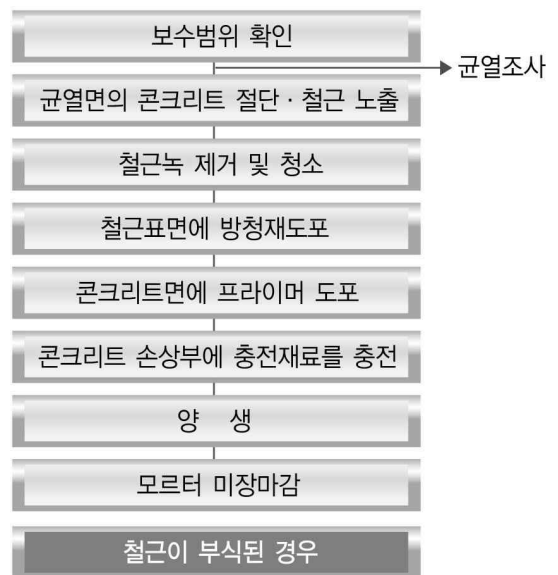 보수범위 확인
균열조사
균열면의 콘크리트 절단·철근 노출
철근녹 제거 및 청소
철근표면에 방청재도포
콘크리트면에 프라이머 도포
콘크리트 손상부에 충전재료를 충전
양 생
모르터 미장마감
철근이 부식된 경우